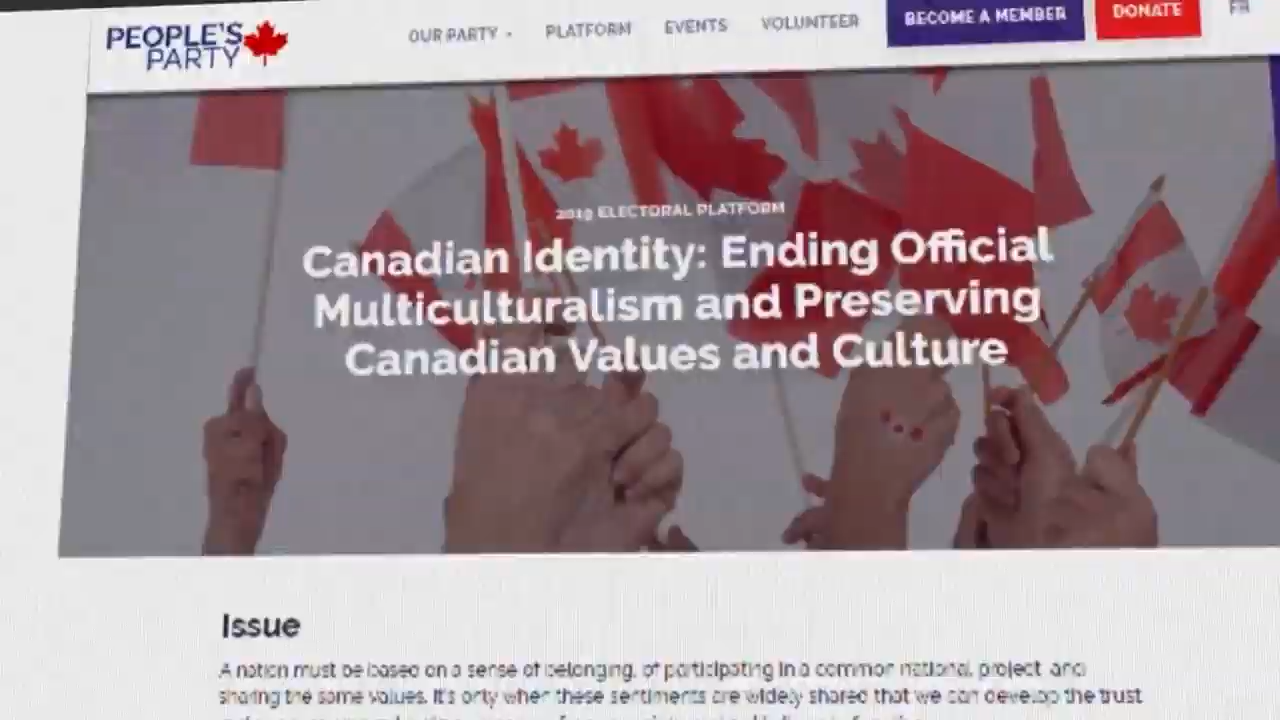 PEOPLE'S
PARTY
OUR PARTY
PLATFORM
EVENTS
VOLUNTEER
BECOME A MEMBER
DONATE
FR
2019 ELECTORAL PLATFORM
Canadian Identity: Ending Official
Multiculturalism and Preserving
Canadian Values and Culture
Issue
A nation must be based on a sense of belonging, of participating in a common national project and
sharing the same values. It's only when these sentiments are widely shared that we can develop the trust